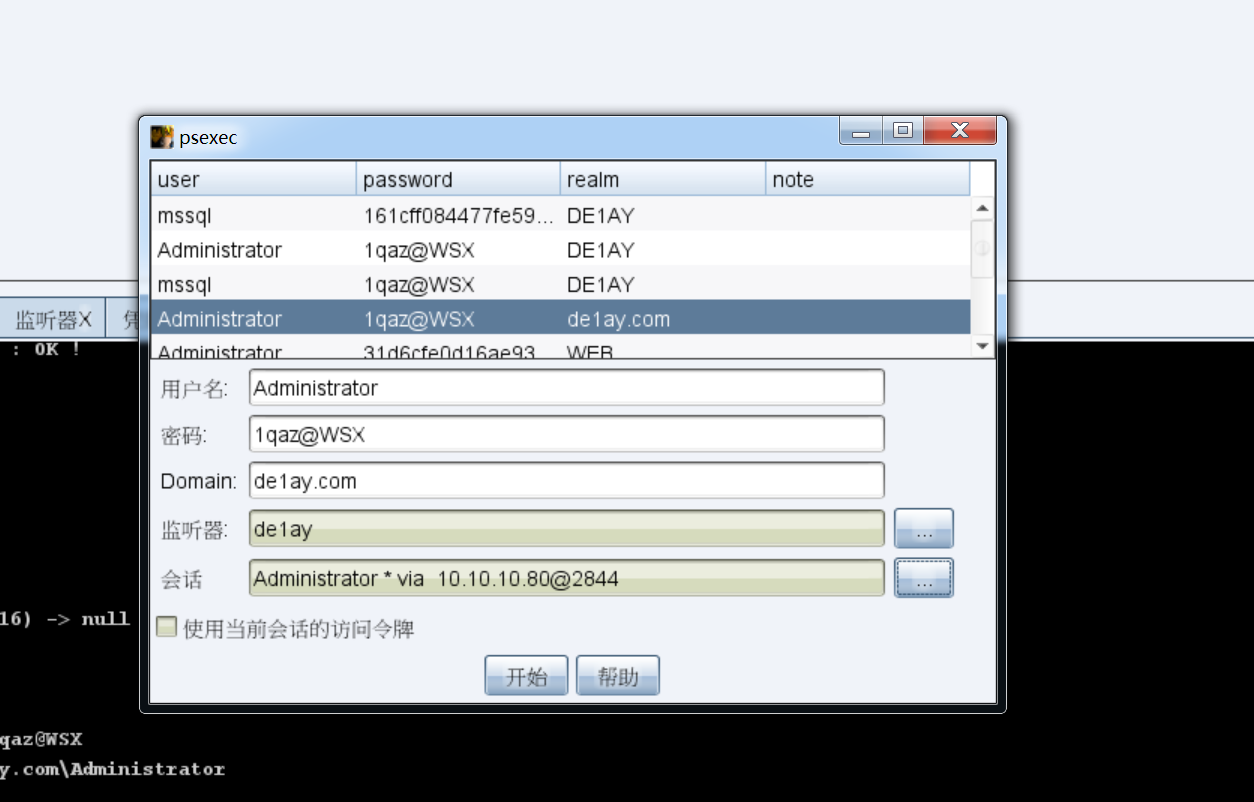 psexec
user password realm note
mssql 161cff084477fe59... DE1AY
Administrator 1qaz@WSX DE1AY
mssql 1qaz@WSX DE1AY
Administrator 1qaz@WSX de1ay.com
Administrator 31d6cfe0d16ae93 WEB
监听器X 凭
: OK !
用户名: Administrator
密码: 1qaz@WSX
Domain: de1ay.com
监听器: de1ay ...
会话 Administrator * via 10.10.10.80@2844 ...
16) -> null
使用当前会话的访问令牌
开始 帮助
qaz@WSX
y.com\Administrator